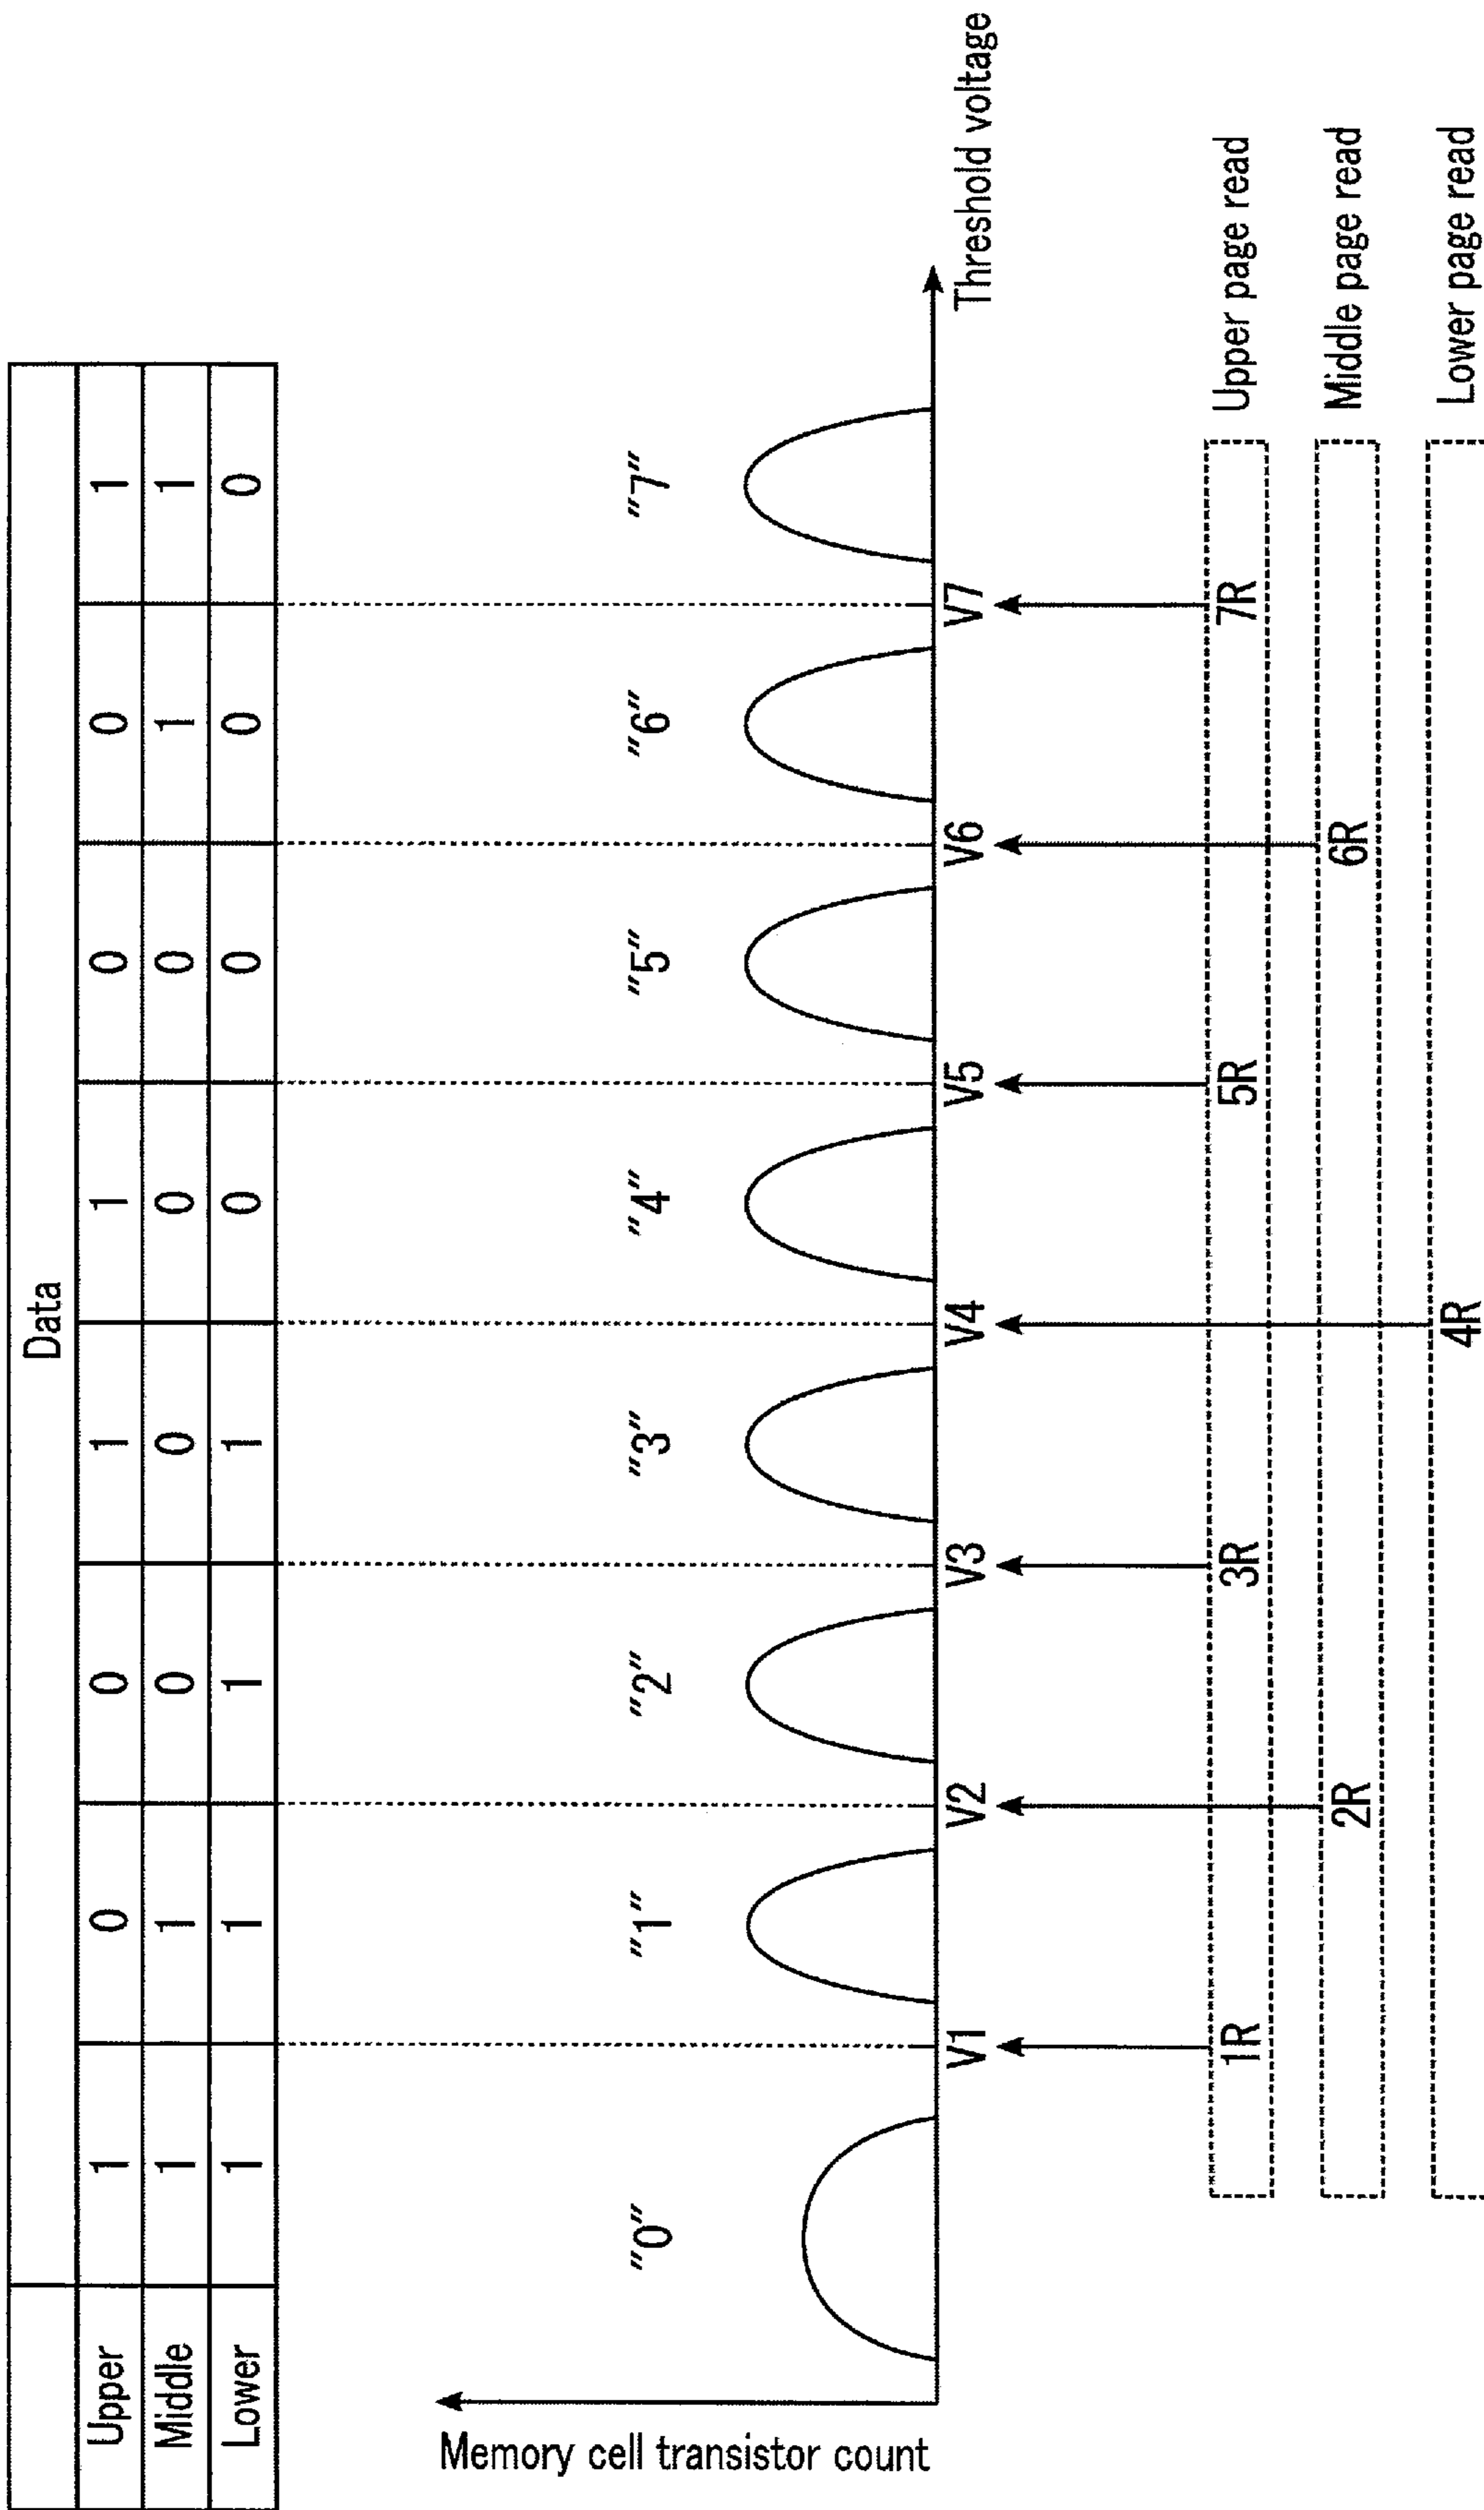 Data
Upper 1 0 0 1 1 0 0 1
Middle 1 1 0 0 0 0 1 1
Lower 1 1 1 1 0 0 0 0
"0" "1" "2" "3" "4" "5" "6" "7"
Memory cell transistor count
V1 V2 V3 V4 V5 V6 V7
Threshold voltage
1R 3R 5R 7R Upper page read
2R 6R Middle page read
4R Lower page read